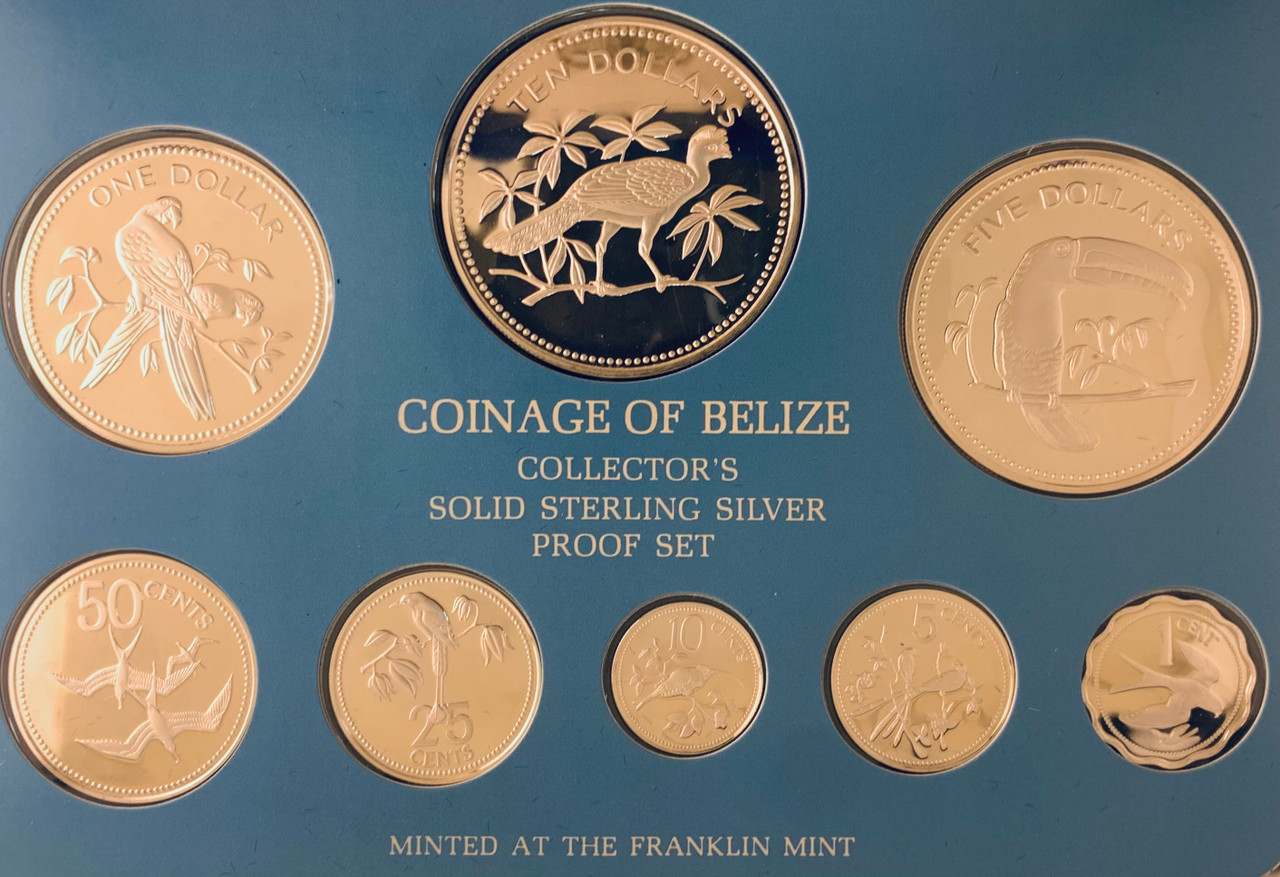 TEN DOLLARS
ONE DOLLAR
FIVE DOLLARS
COINAGE OF BELIZE
COLLECTOR'S
SOLID STERLING SILVER
PROOF SET
50 CENTS
25
CENTS
10 CENTS
5 CENTS
1 CENT
MINTED AT THE FRANKLIN MINT